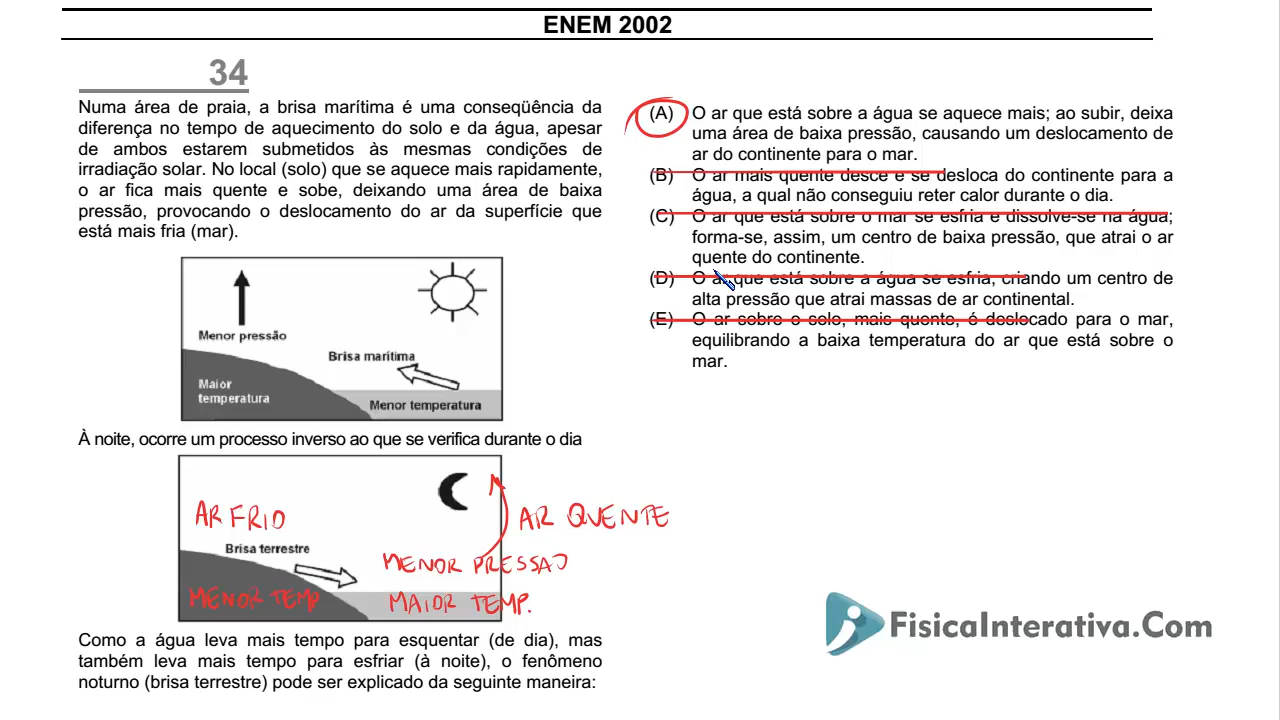 ENEM 2002
34
Numa área de praia, a brisa marítima é uma conseqüência da
diferença no tempo de aquecimento do solo e da água, apesar
de ambos estarem submetidos às mesmas condições de
irradiação solar. No local (solo) que se aquece mais rapidamente,
o ar fica mais quente e sobe, deixando uma área de baixa
pressão, provocando o deslocamento do ar da superfície que
está mais fria (mar).
Menor pressão
Brisa marítima
Maior
temperatura
Menor temperatura
À noite, ocorre um processo inverso ao que se verifica durante o dia
AR FRIO
AR QUENTE
Brisa terrestre
MENOR PRESSAO
MENOR TEMP
MAIOR TEMP.
Como a água leva mais tempo para esquentar (de dia), mas
também leva mais tempo para esfriar (à noite), o fenômeno
noturno (brisa terrestre) pode ser explicado da seguinte maneira:
(A) O ar que está sobre a água se aquece mais; ao subir, deixa
uma área de baixa pressão, causando um deslocamento de
ar do continente para o mar.
(B) O ar mais quente desce e se desloca do continente para a
água, a qual não conseguiu reter calor durante o dia.
(C) O ar que está sobre o mar se esfria e dissolve-se na água;
forma-se, assim, um centro de baixa pressão, que atrai o ar
quente do continente.
(D) O ar que está sobre a água se esfria, criando um centro de
alta pressão que atrai massas de ar continental.
(E) O ar sobre o solo, mais quente, é deslocado para o mar,
equilibrando a baixa temperatura do ar que está sobre o
mar.
FisicaInterativa.Com